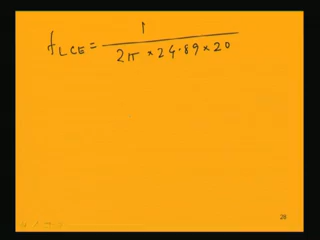 f_LCE = 1 / (2π × 24.89 × 20)
28